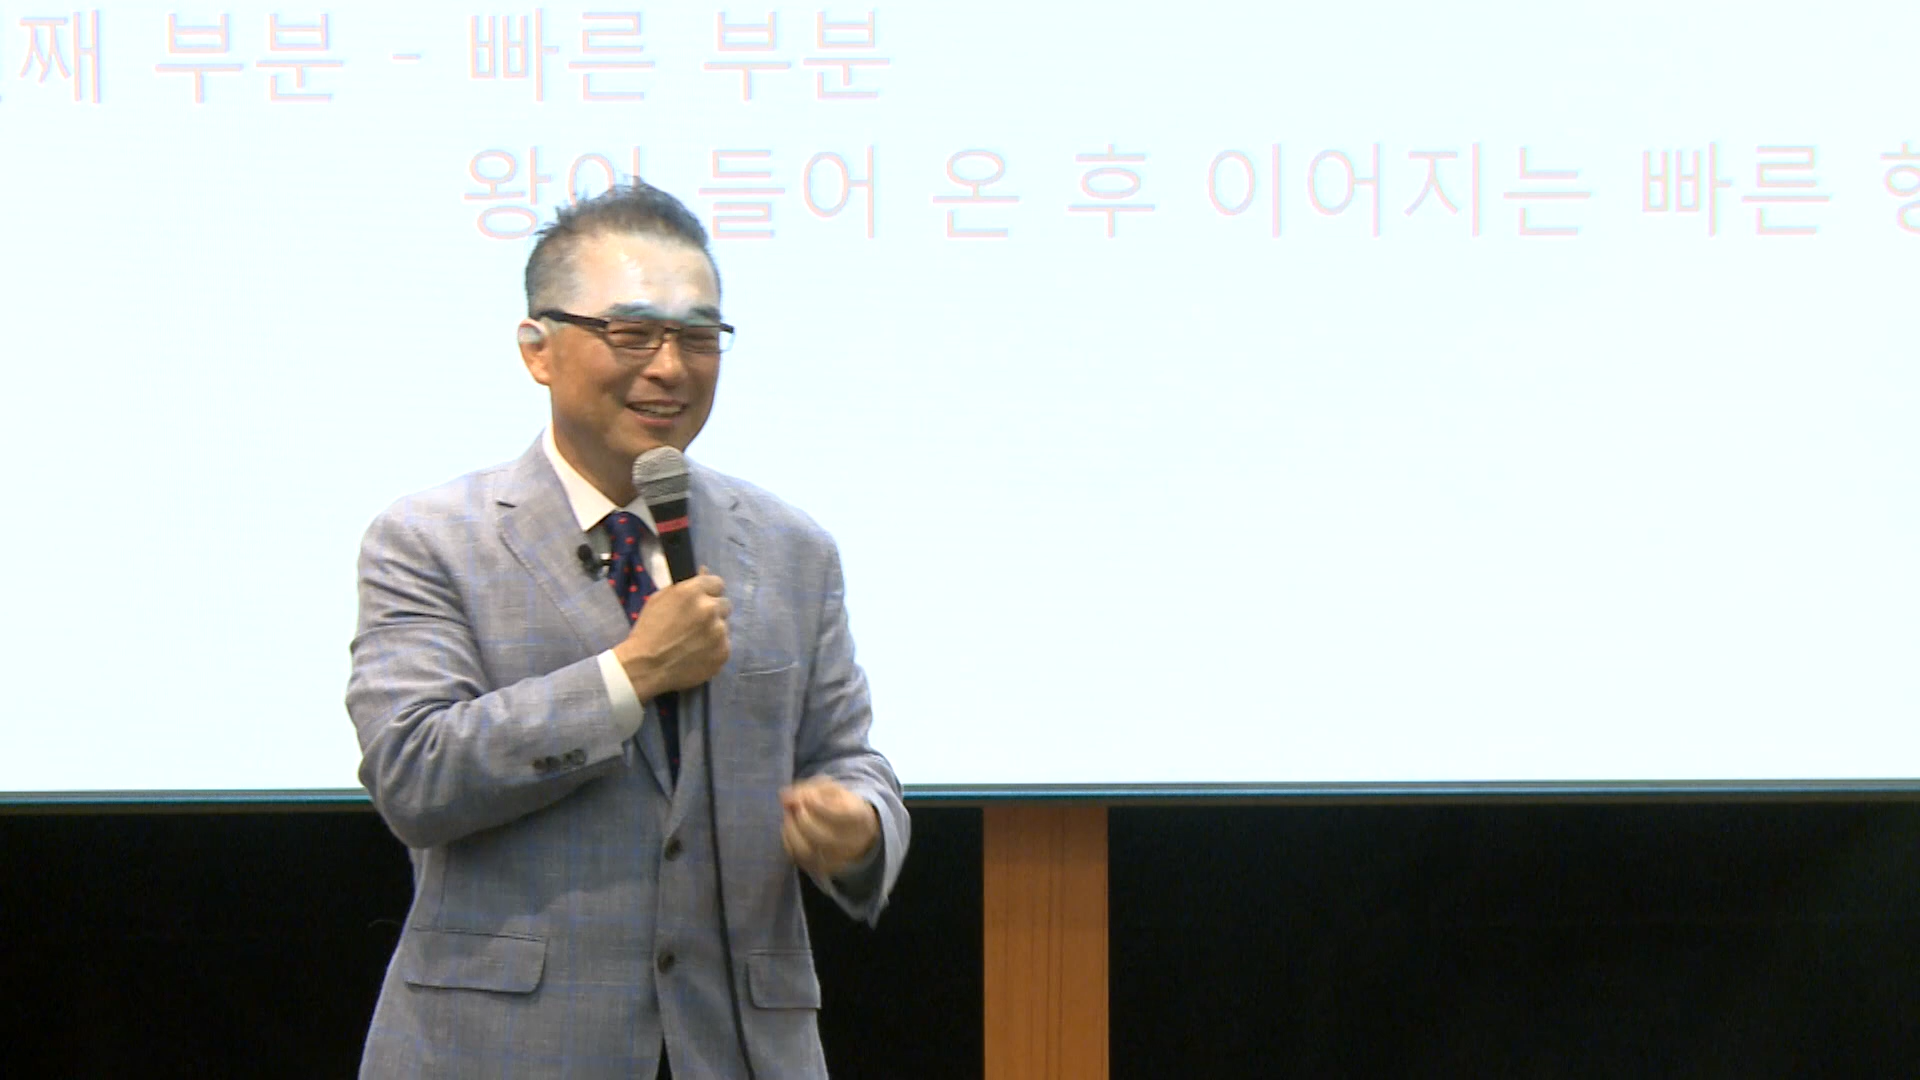 째 부분 - 빠른 부분
왕이 들어 온 후 이어지는 빠른